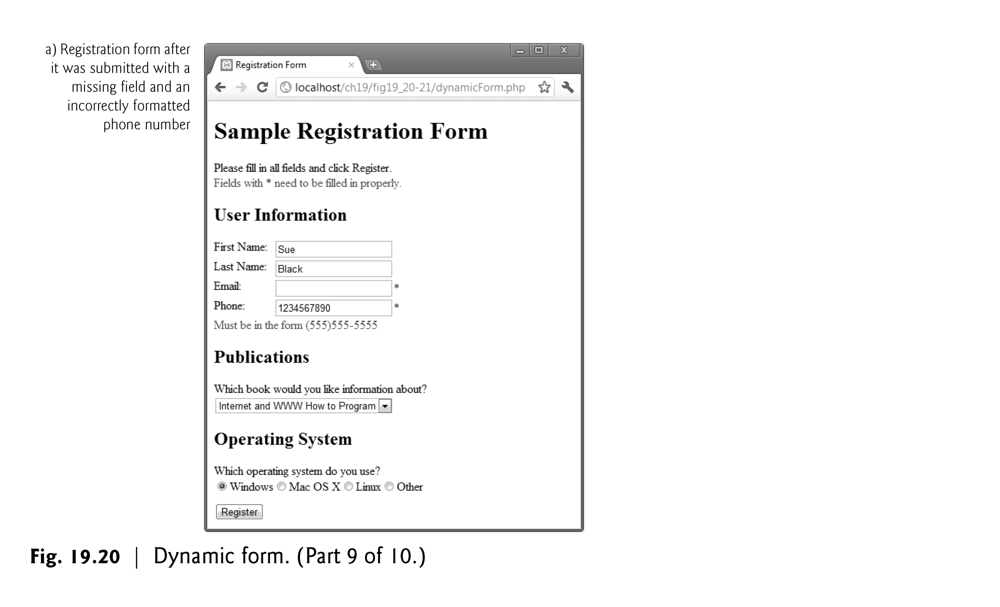 a) Registration form after
it was submitted with a
missing field and an
incorrectly formatted
phone number
Registration Form
localhost/ch19/fig19_20-21/dynamicForm.php
Sample Registration Form
Please fill in all fields and click Register.
Fields with * need to be filled in properly.
User Information
First Name: Sue
Last Name: Black
Email: *
Phone: 1234567890 *
Must be in the form (555)555-5555
Publications
Which book would you like information about?
Internet and WWW How to Program
Operating System
Which operating system do you use?
Windows Mac OS X Linux Other
Register
Fig. 19.20 | Dynamic form. (Part 9 of 10.)